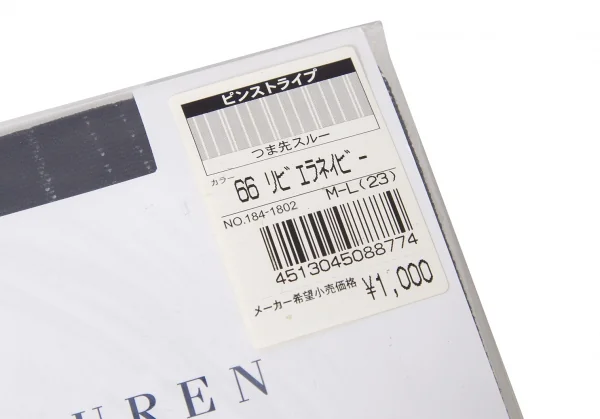 ピンストライプ
つま先スルー
カラー 66 リビエラネイビー
NO.184-1802 M-L(23)
4513045088774
メーカー希望小売価格 ¥1,000
UREN